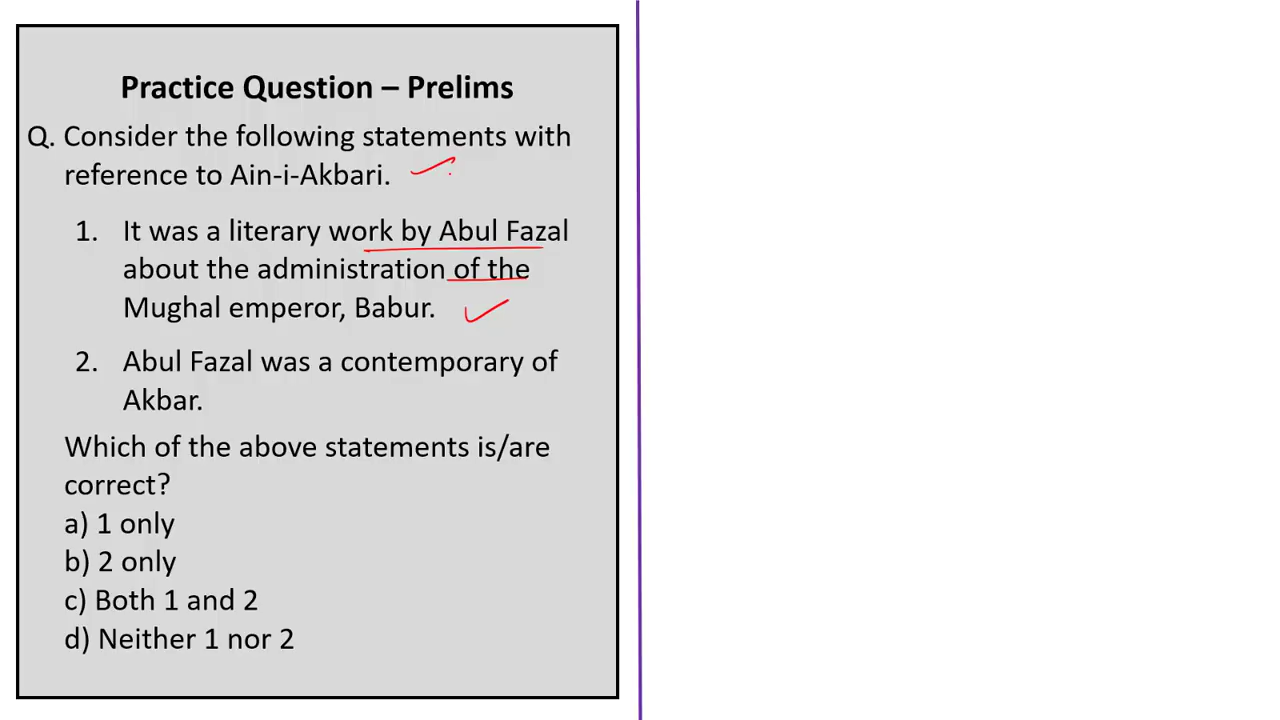 Practice Question – Prelims
Q. Consider the following statements with
reference to Ain-i-Akbari.
1. It was a literary work by Abul Fazal
about the administration of the
Mughal emperor, Babur.
2. Abul Fazal was a contemporary of
Akbar.
Which of the above statements is/are
correct?
a) 1 only
b) 2 only
c) Both 1 and 2
d) Neither 1 nor 2